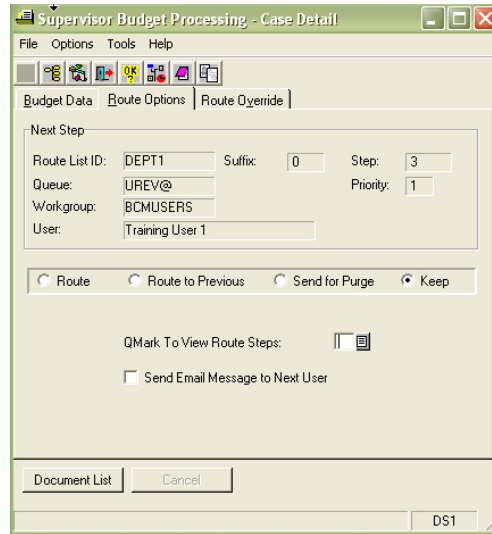 Supervisor Budget Processing - Case Detail
File Options Tools Help
OK?
Budget Data Route Options Route Override
Next Step
Route List ID: DEPT1 Suffix: 0 Step: 3
Queue: UREV@ Priority: 1
Workgroup: BCMUSERS
User: Training User 1
Route Route to Previous Send for Purge Keep
QMark To View Route Steps:
Send Email Message to Next User
Document List Cancel
DS1